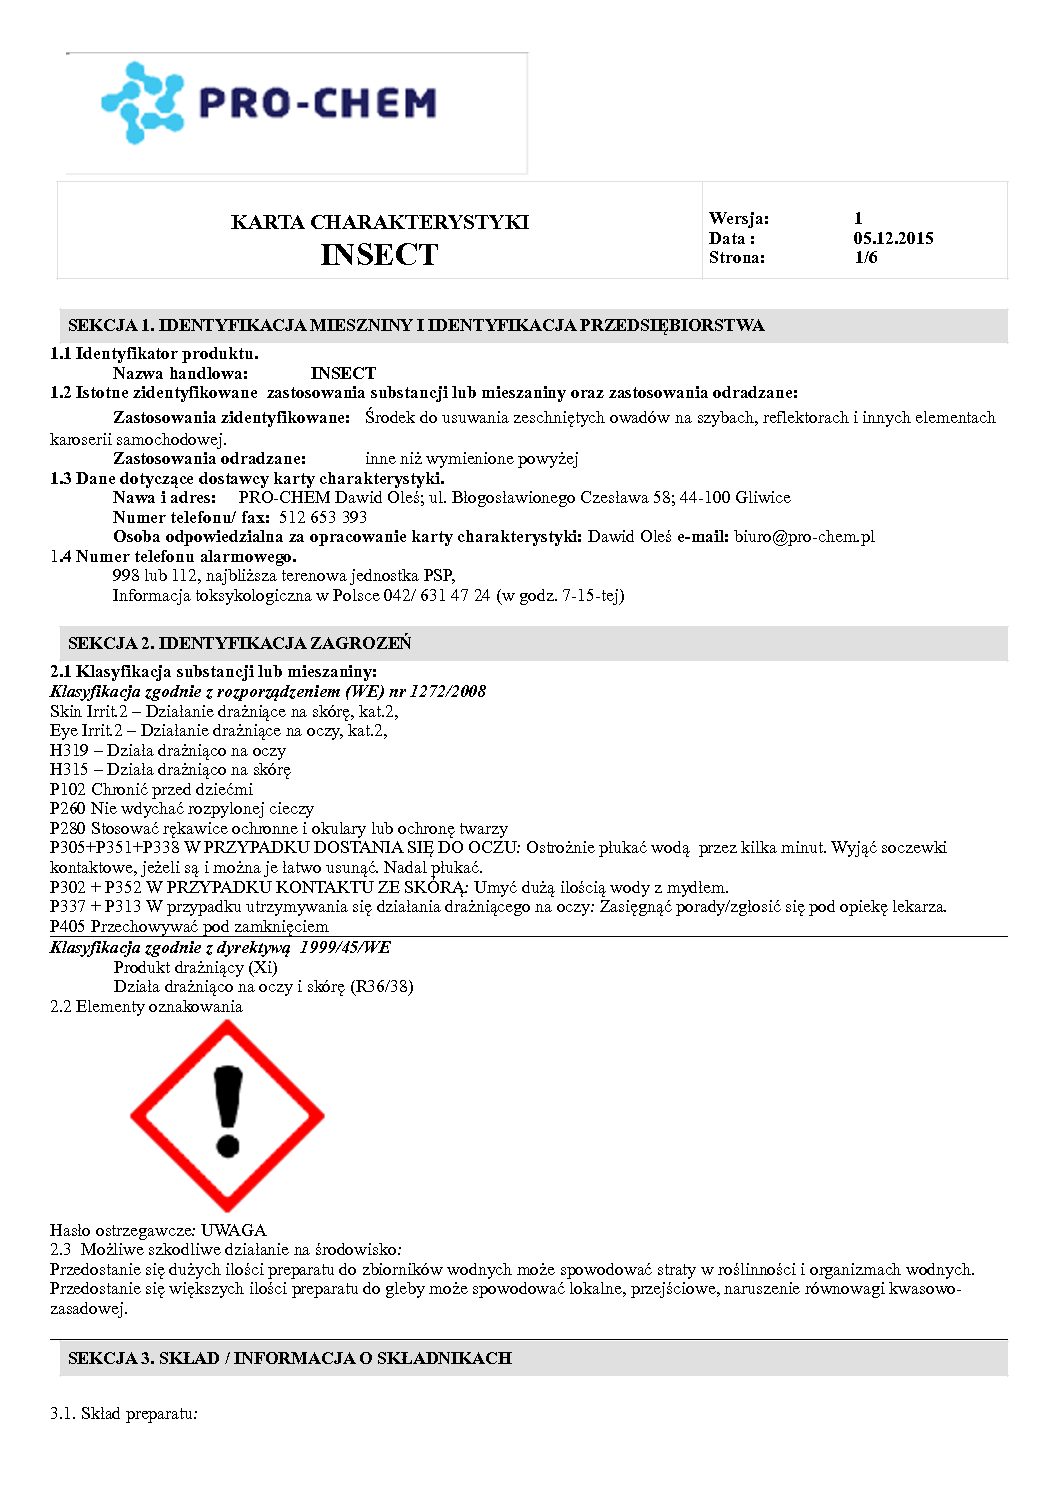 PRO-CHEM
KARTA CHARAKTERYSTYKI
INSECT
Wersja: 1
Data : 05.12.2015
Strona: 1/6
SEKCJA 1. IDENTYFIKACJA MIESZNINY I IDENTYFIKACJA PRZEDSIĘBIORSTWA
1.1 Identyfikator produktu.
Nazwa handlowa: INSECT
1.2 Istotne zidentyfikowane zastosowania substancji lub mieszaniny oraz zastosowania odradzane:
Zastosowania zidentyfikowane: Środek do usuwania zeschniętych owadów na szybach, reflektorach i innych elementach
karoserii samochodowej.
Zastosowania odradzane: inne niż wymienione powyżej
1.3 Dane dotyczące dostawcy karty charakterystyki.
Nawa i adres: PRO-CHEM Dawid Oleś; ul. Błogosławionego Czesława 58; 44-100 Gliwice
Numer telefonu/ fax: 512 653 393
Osoba odpowiedzialna za opracowanie karty charakterystyki: Dawid Oleś e-mail: biuro@pro-chem.pl
1.4 Numer telefonu alarmowego.
998 lub 112, najbliższa terenowa jednostka PSP,
Informacja toksykologiczna w Polsce 042/ 631 47 24 (w godz. 7-15-tej)
SEKCJA 2. IDENTYFIKACJA ZAGROZEŃ
2.1 Klasyfikacja substancji lub mieszaniny:
Klasyfikacja zgodnie z rozporządzeniem (WE) nr 1272/2008
Skin Irrit.2 – Działanie drażniące na skórę, kat.2,
Eye Irrit.2 – Działanie drażniące na oczy, kat.2,
H319 – Działa drażniąco na oczy
H315 – Działa drażniąco na skórę
P102 Chronić przed dziećmi
P260 Nie wdychać rozpylonej cieczy
P280 Stosować rękawice ochronne i okulary lub ochronę twarzy
P305+P351+P338 W PRZYPADKU DOSTANIA SIĘ DO OCZU: Ostrożnie płukać wodą przez kilka minut. Wyjąć soczewki
kontaktowe, jeżeli są i można je łatwo usunąć. Nadal płukać.
P302 + P352 W PRZYPADKU KONTAKTU ZE SKÓRĄ: Umyć dużą ilością wody z mydłem.
P337 + P313 W przypadku utrzymywania się działania drażniącego na oczy: Zasięgnąć porady/zgłosić się pod opiekę lekarza.
P405 Przechowywać pod zamknięciem
Klasyfikacja zgodnie z dyrektywą 1999/45/WE
Produkt drażniący (Xi)
Działa drażniąco na oczy i skórę (R36/38)
2.2 Elementy oznakowania
Hasło ostrzegawcze: UWAGA
2.3 Możliwe szkodliwe działanie na środowisko:
Przedostanie się dużych ilości preparatu do zbiorników wodnych może spowodować straty w roślinności i organizmach wodnych.
Przedostanie się większych ilości preparatu do gleby może spowodować lokalne, przejściowe, naruszenie równowagi kwasowo-
zasadowej.
SEKCJA 3. SKŁAD / INFORMACJA O SKŁADNIKACH
3.1. Skład preparatu: